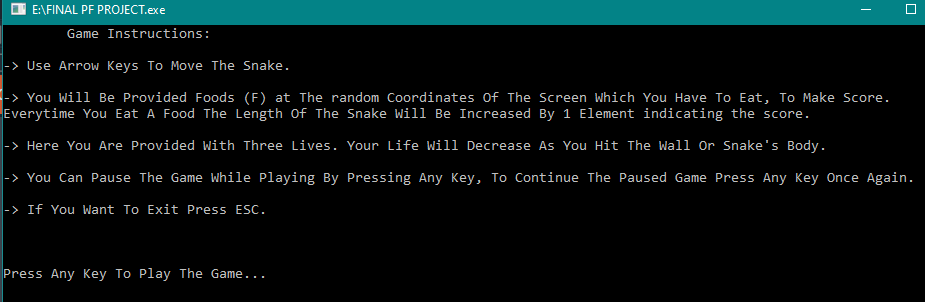 E:\FINAL PF PROJECT.exe
Game Instructions:
-> Use Arrow Keys To Move The Snake.
-> You Will Be Provided Foods (F) at The random Coordinates Of The Screen Which You Have To Eat, To Make Score.
Everytime You Eat A Food The Length Of The Snake Will Be Increased By 1 Element indicating the score.
-> Here You Are Provided With Three Lives. Your Life Will Decrease As You Hit The Wall Or Snake's Body.
-> You Can Pause The Game While Playing By Pressing Any Key, To Continue The Paused Game Press Any Key Once Again.
-> If You Want To Exit Press ESC.
Press Any Key To Play The Game...